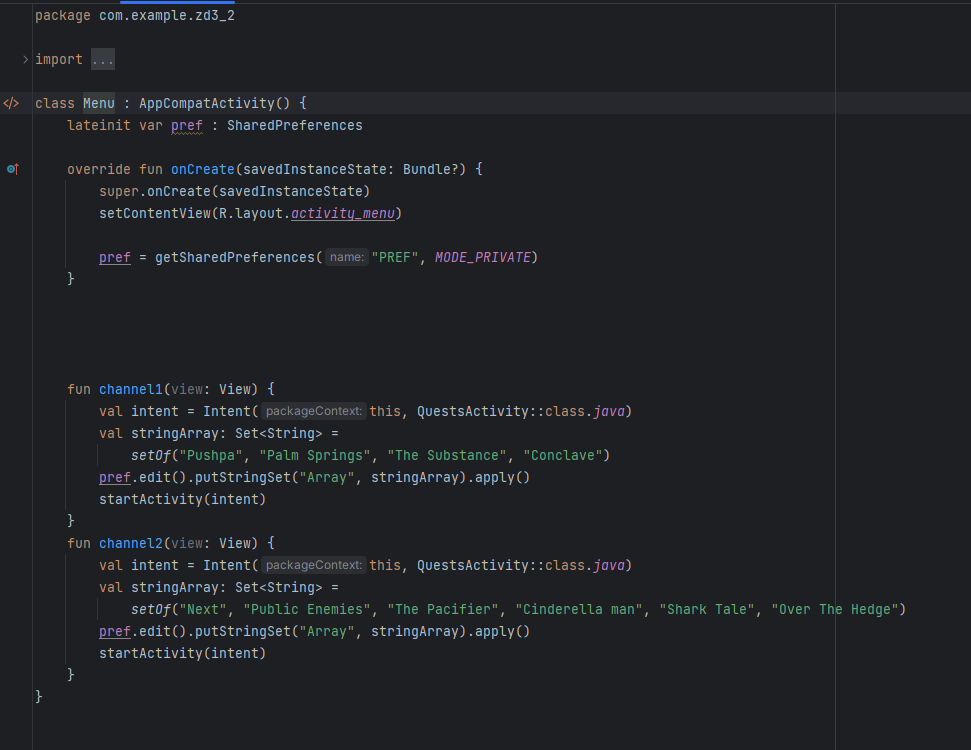 package com.example.zd3_2
import ...
class Menu : AppCompatActivity() {
lateinit var pref : SharedPreferences
override fun onCreate(savedInstanceState: Bundle?) {
super.onCreate(savedInstanceState)
setContentView(R.layout.activity_menu)
pref = getSharedPreferences( name: "PREF", MODE_PRIVATE)
}
fun channel1(view: View) {
val intent = Intent( packageContext: this, QuestsActivity::class.java)
val stringArray: Set<String> =
setOf("Pushpa", "Palm Springs", "The Substance", "Conclave")
pref.edit().putStringSet("Array", stringArray).apply()
startActivity(intent)
}
fun channel2(view: View) {
val intent = Intent( packageContext: this, QuestsActivity::class.java)
val stringArray: Set<String> =
setOf("Next", "Public Enemies", "The Pacifier", "Cinderella man", "Shark Tale", "Over The Hedge")
pref.edit().putStringSet("Array", stringArray).apply()
startActivity(intent)
}
}